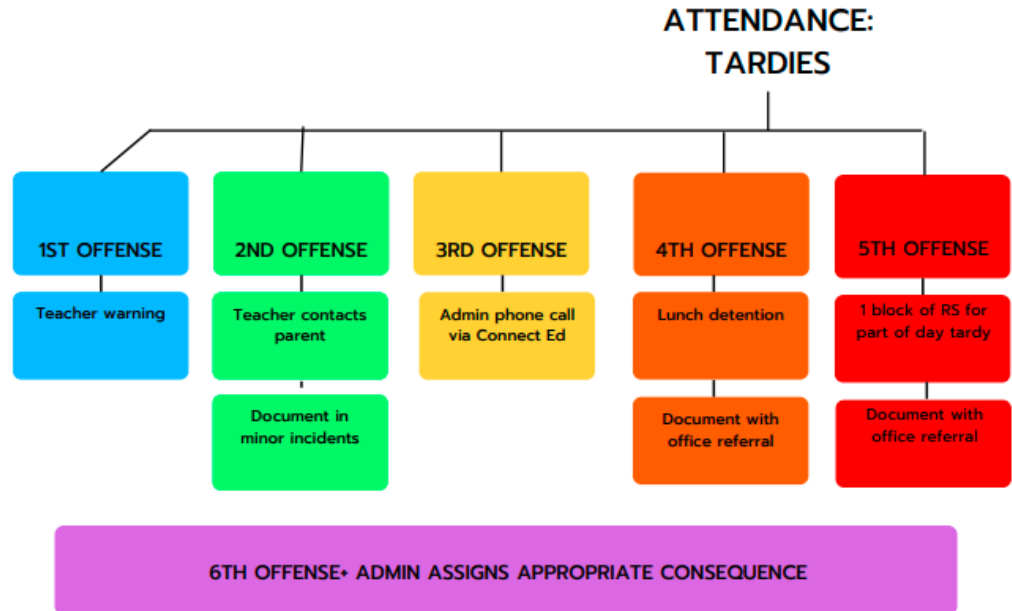 ATTENDANCE:
TARDIES
1ST OFFENSE
Teacher warning
2ND OFFENSE
Teacher contacts
parent
Document in
minor incidents
3RD OFFENSE
Admin phone call
via Connect Ed
4TH OFFENSE
Lunch detention
Document with
office referral
5TH OFFENSE
1 block of RS for
part of day tardy
Document with
office referral
6TH OFFENSE+ ADMIN ASSIGNS APPROPRIATE CONSEQUENCE